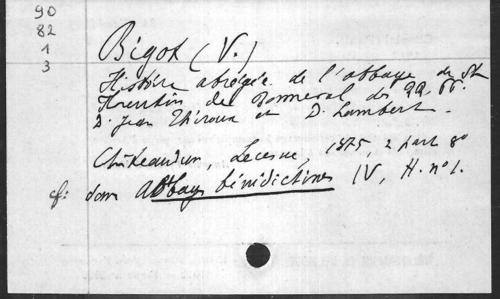 90
82
1
3
Bigot (V.)
Histoire abrégée de l'abbaye de St
Florentin de Bonneval des RR. PP.
D. Jean Thiroux et D. Lambert.
Châteaudun, Lecesne, 1875, 2 part 8°
cf: dom Abbayes bénédictines IV, H. n° 1.